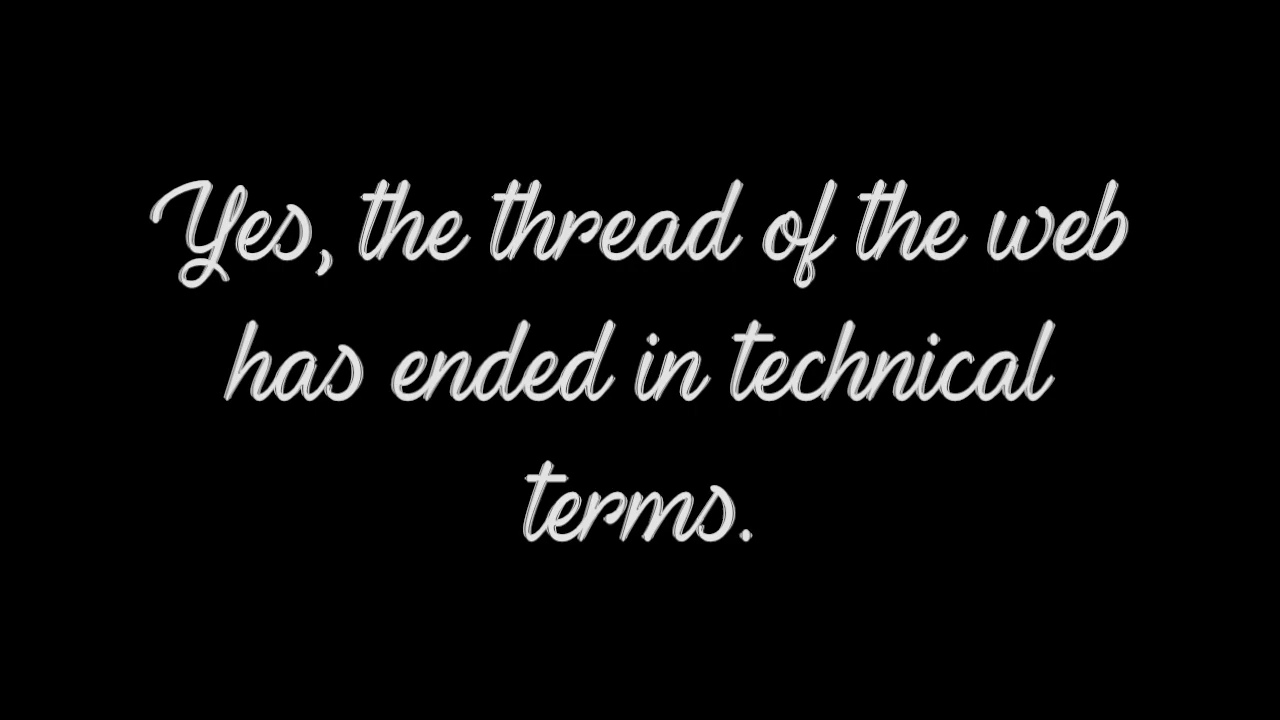 Yes, the thread of the web
has ended in technical
terms.